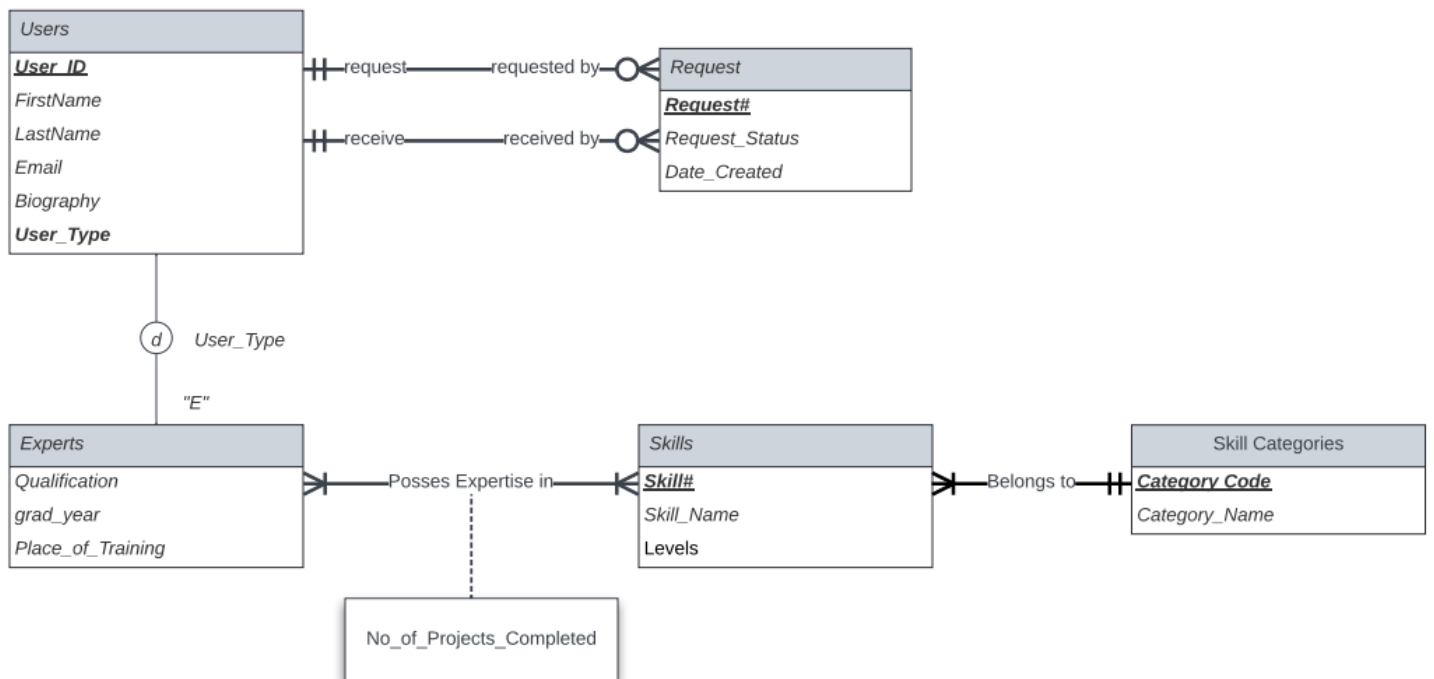 Users
User_ID
FirstName
LastName
Email
Biography
User_Type
request
requested by
receive
received by
Request
Request#
Request_Status
Date_Created
d
User_Type
"E"
Experts
Qualification
grad_year
Place_of_Training
Posses Expertise in
No_of_Projects_Completed
Skills
Skill#
Skill_Name
Levels
Belongs to
Skill Categories
Category Code
Category_Name